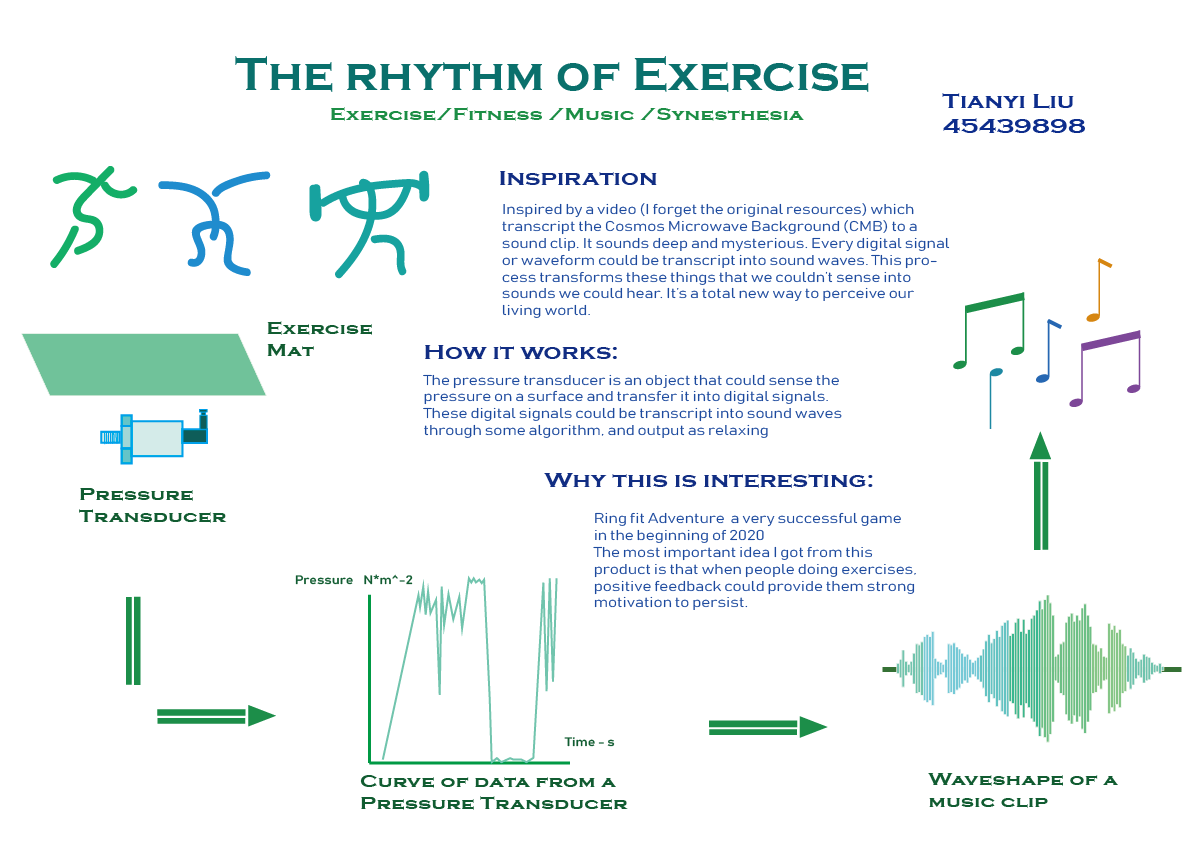 The rhythm of Exercise
Exercise/Fitness /Music /Synesthesia
Tianyi Liu
45439898
Inspiration
Inspired by a video (I forget the original resources) which
transcript the Cosmos Microwave Background (CMB) to a
sound clip. It sounds deep and mysterious. Every digital signal
or waveform could be transcript into sound waves. This pro-
cess transforms these things that we couldn't sense into
sounds we could hear. It's a total new way to perceive our
living world.
Exercise
Mat
How it works:
The pressure transducer is an object that could sense the
pressure on a surface and transfer it into digital signals.
These digital signals could be transcript into sound waves
through some algorithm, and output as relaxing
Pressure
Transducer
Why this is interesting:
Ring fit Adventure a very successful game
in the beginning of 2020
The most important idea I got from this
product is that when people doing exercises,
positive feedback could provide them strong
motivation to persist.
Pressure N*m^-2
Time - s
Curve of data from a
Pressure Transducer
Waveshape of a
music clip